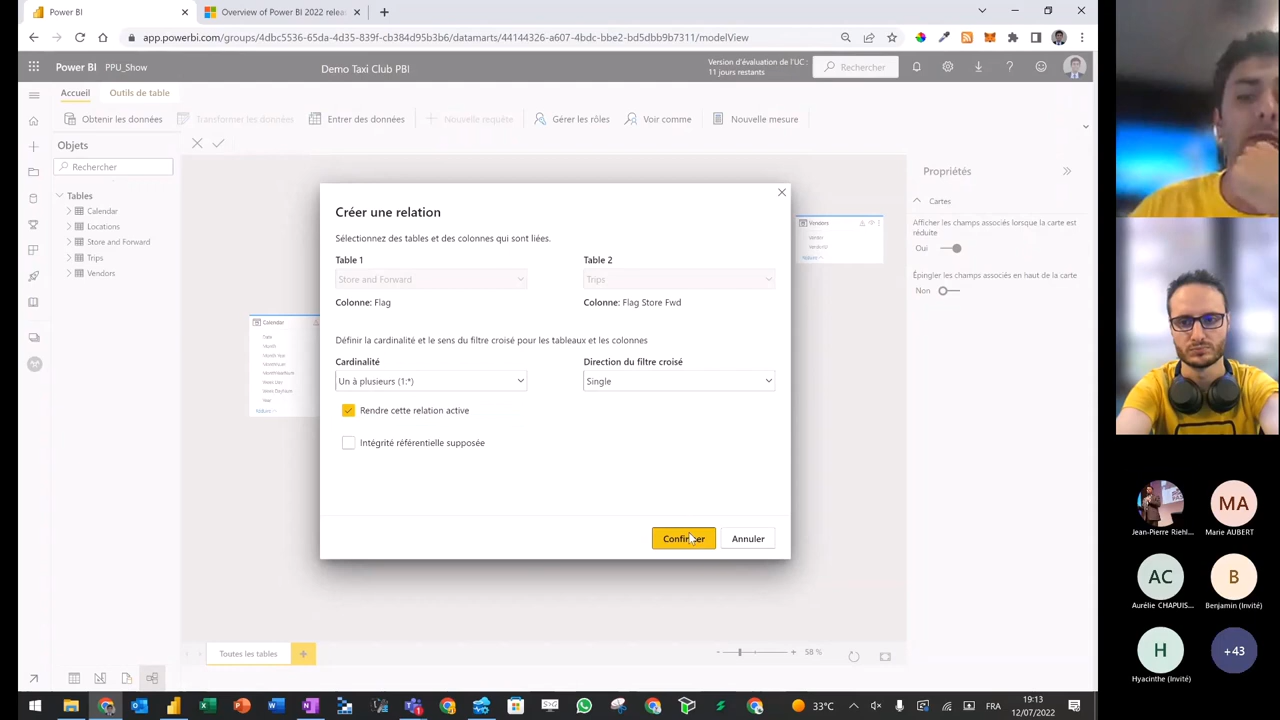 Power BI
Overview of Power BI 2022 relea
app.powerbi.com/groups/4dbc5536-65da-4d35-839f-cb384d95b3b6/datamarts/44144326-a607-4bdc-bbe2-bd5dbb9b7311/modelView
Power BI PPU_Show
Demo Taxi Club PBI
Version d'évaluation de l'UC :
11 jours restants
Rechercher
Accueil
Outils de table
Obtenir les données
Transformer les données
Entrer des données
Nouvelle requête
Gérer les rôles
Voir comme
Nouvelle mesure
Objets
Rechercher
Tables
Calendar
Locations
Store and Forward
Trips
Vendors
Calendar
Date
Month
Year
Créer une relation
Sélectionnez des tables et des colonnes qui sont liées.
Table 1
Table 2
Store and Forward
Trips
Colonne: Flag
Colonne: Flag Store Fwd
Définir la cardinalité et le sens du filtre croisé pour les tableaux et les colonnes
Cardinalité
Direction du filtre croisé
Un à plusieurs (1:*)
Single
Rendre cette relation active
Intégrité référentielle supposée
Confirmer
Annuler
Vendors
Vendor
VendorID
Propriétés
Cartes
Afficher les champs associés lorsque la carte est
réduite
Oui
Épingler les champs associés en haut de la carte
Non
Toutes les tables
58 %
33°C
FRA
19:13
12/07/2022
Jean-Pierre Riehl...
MA
Marie AUBERT
AC
Aurélie CHAPUIS...
B
Benjamin (Invité)
H
Hyacinthe (Invité)
+43